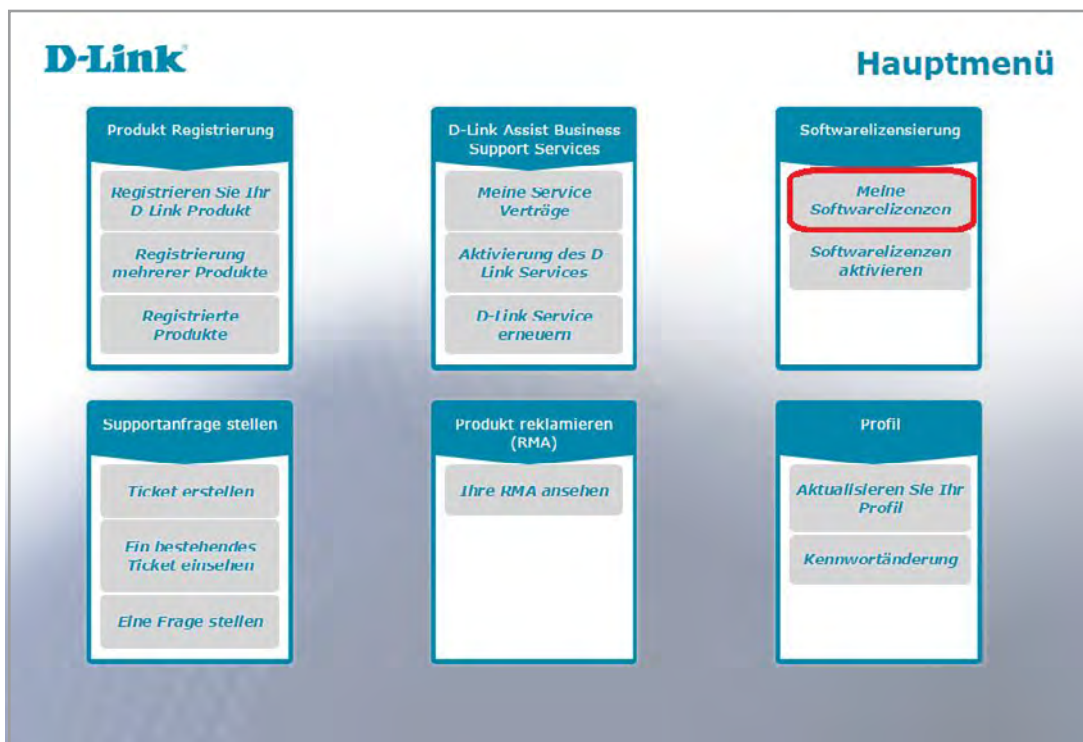 D-Link
Hauptmenü
Produkt Registrierung
Registrieren Sie Ihr
D Link Produkt
Registrierung
mehrerer Produkte
Registrierte
Produkte
D-Link Assist Business
Support Services
Meine Service
Verträge
Aktivierung des D
Link Services
D-Link Service
erneuern
Softwarelizensierung
Meine
Softwarelizenzen
Softwarelizenzen
aktivieren
Supportanfrage stellen
Ticket erstellen
Ein bestehendes
Ticket einsehen
Eine Frage stellen
Produkt reklamieren
(RMA)
Ihre RMA ansehen
Profil
Aktualisieren Sie Ihr
Profil
Kennwortänderung